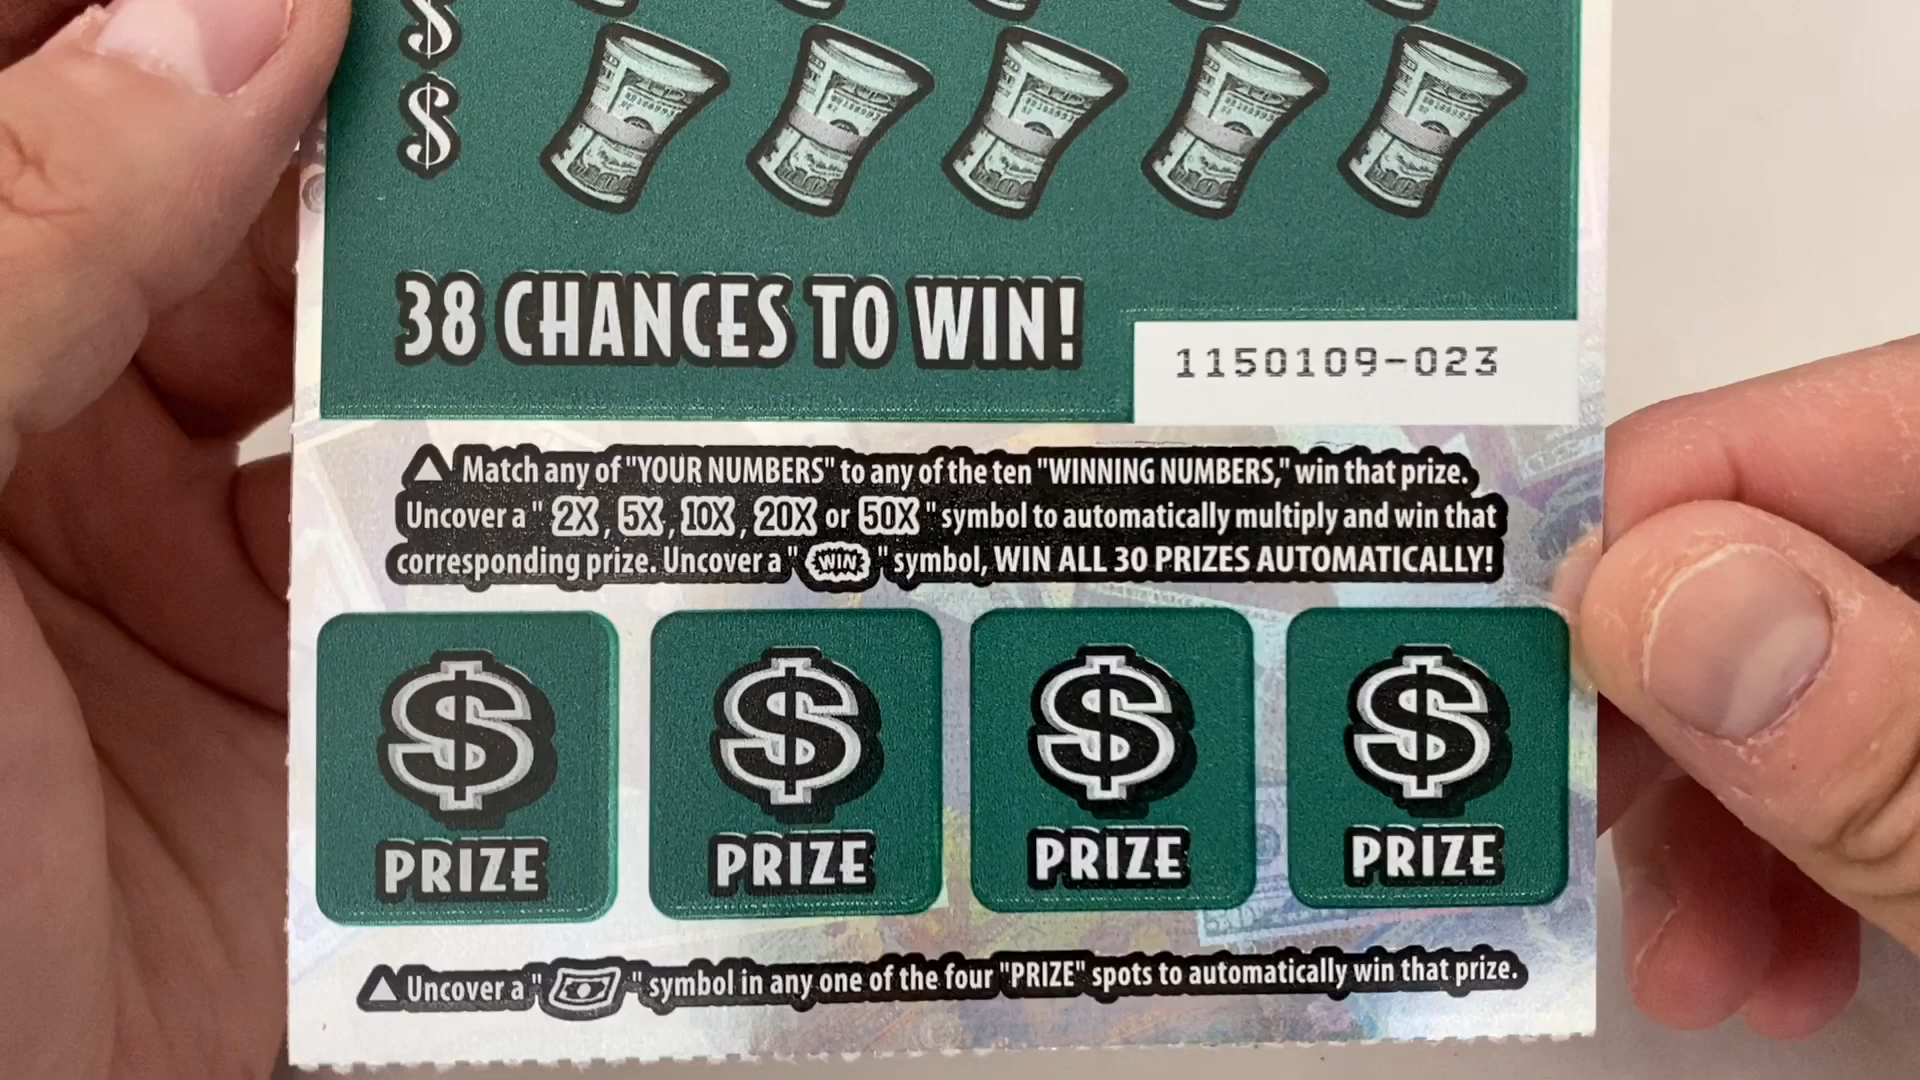 $
$
38 CHANCES TO WIN!
1150109-023
Match any of "YOUR NUMBERS" to any of the ten "WINNING NUMBERS," win that prize.
Uncover a " 2X , 5X , 10X , 20X or 50X " symbol to automatically multiply and win that
corresponding prize. Uncover a " WIN " symbol, WIN ALL 30 PRIZES AUTOMATICALLY!
$ $ $ $
PRIZE PRIZE PRIZE PRIZE
Uncover a " " symbol in any one of the four "PRIZE" spots to automatically win that prize.